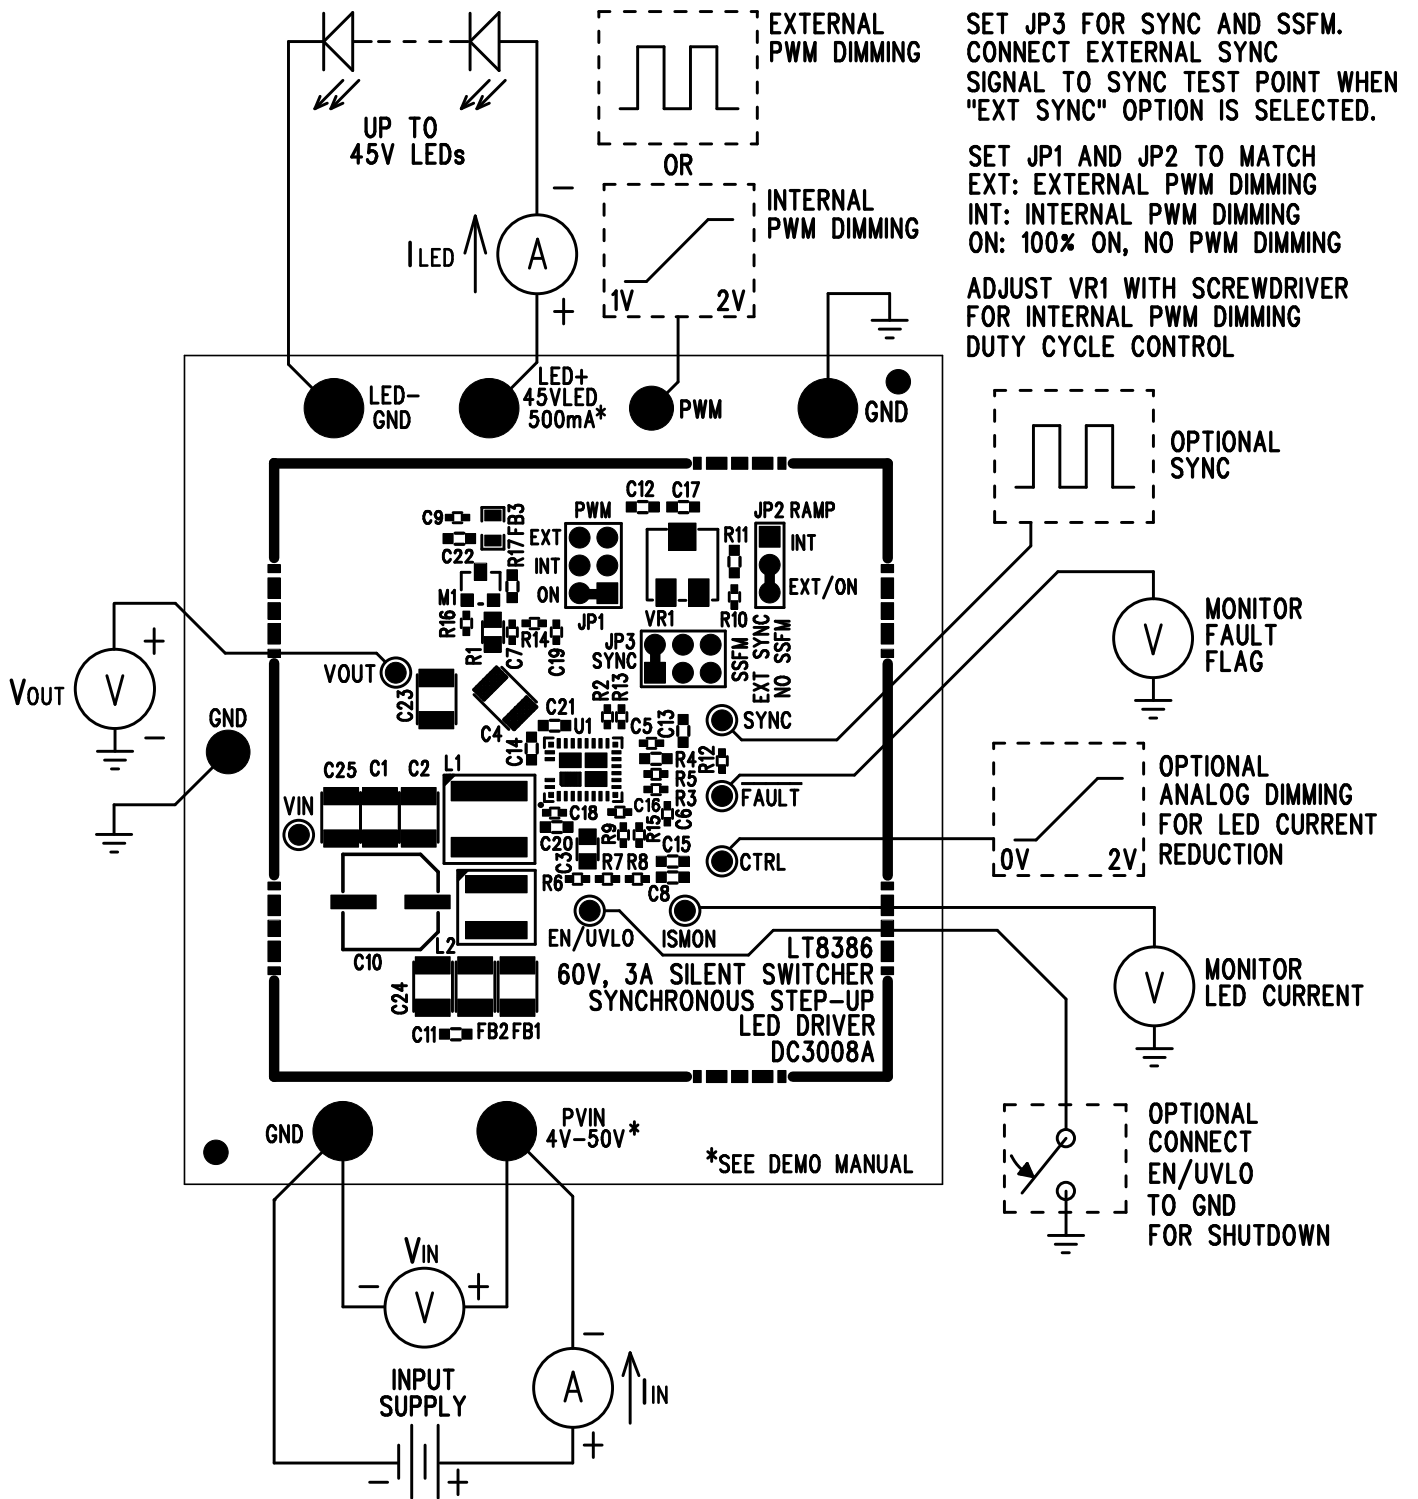 EXTERNAL
PWM DIMMING
SET JP3 FOR SYNC AND SSFM.
CONNECT EXTERNAL SYNC
SIGNAL TO SYNC TEST POINT WHEN
"EXT SYNC" OPTION IS SELECTED.
UP TO
45V LEDs
OR
SET JP1 AND JP2 TO MATCH
EXT: EXTERNAL PWM DIMMING
INT: INTERNAL PWM DIMMING
ON: 100% ON, NO PWM DIMMING
INTERNAL
PWM DIMMING
1V 2V
−
ILED
A
+
ADJUST VR1 WITH SCREWDRIVER
FOR INTERNAL PWM DIMMING
DUTY CYCLE CONTROL
LED−
GND
LED+
45VLED
500mA*
PWM
GND
OPTIONAL
SYNC
C9
C22
FB3
R17
M1
R16
R1
C7
R14
C19
PWM
EXT
INT
ON
JP1
C12 C17
VR1
R11
R10
JP2 RAMP
INT
EXT/ON
JP3
SYNC
SSFM
EXT SYNC
NO SSFM
MONITOR
FAULT
FLAG
V
VOUT
V
+
−
VOUT
GND
C23
C4
C21
C14
U1
R2
R13
C5
C13
R4
R5
R3
R12
SYNC
FAULT
OPTIONAL
ANALOG DIMMING
FOR LED CURRENT
REDUCTION
0V 2V
VIN
C25 C1 C2
L1
C18
C20
C3
R9
C16
R15
C6
C15
R6
R7 R8
C8
CTRL
C10
L2
EN/UVLO
ISMON
LT8386
60V, 3A SILENT SWITCHER
SYNCHRONOUS STEP−UP
LED DRIVER
DC3008A
C24
C11
FB2 FB1
MONITOR
LED CURRENT
V
GND
PVIN
4V−50V*
*SEE DEMO MANUAL
OPTIONAL
CONNECT
EN/UVLO
TO GND
FOR SHUTDOWN
VIN
− V +
−
A
+
IIN
INPUT
SUPPLY
− +